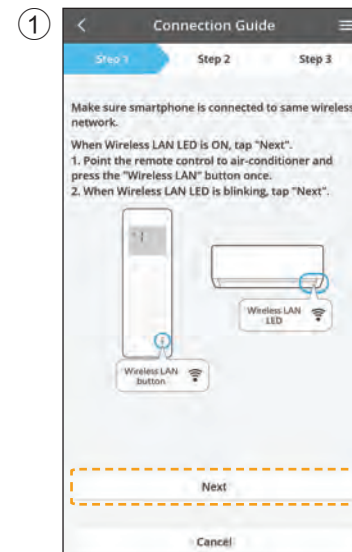 1
Connection Guide
Step 1
Step 2
Step 3
Make sure smartphone is connected to same wireless
network.
When Wireless LAN LED is ON, tap "Next".
1. Point the remote control to air-conditioner and
press the "Wireless LAN" button once.
2. When Wireless LAN LED is blinking, tap "Next".
Wireless LAN
LED
Wireless LAN
button
Next
Cancel